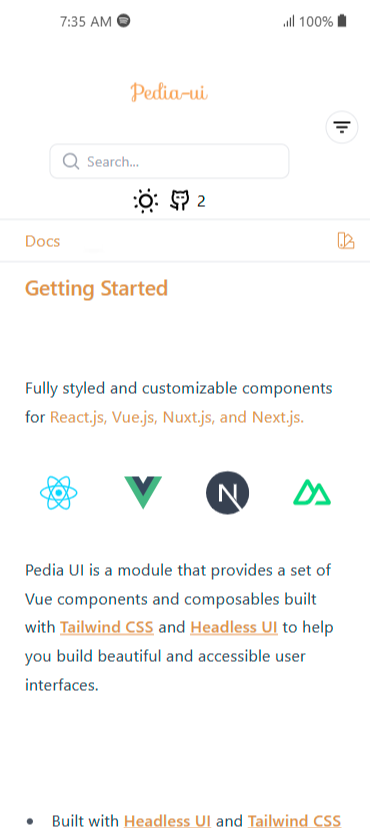 7:35 AM 100%
Pedia-ui
Search...
2
Docs
Getting Started
Fully styled and customizable components
for React.js, Vue.js, Nuxt.js, and Next.js.
N
Pedia UI is a module that provides a set of
Vue components and composables built
with Tailwind CSS and Headless UI to help
you build beautiful and accessible user
interfaces.
• Built with Headless UI and Tailwind CSS